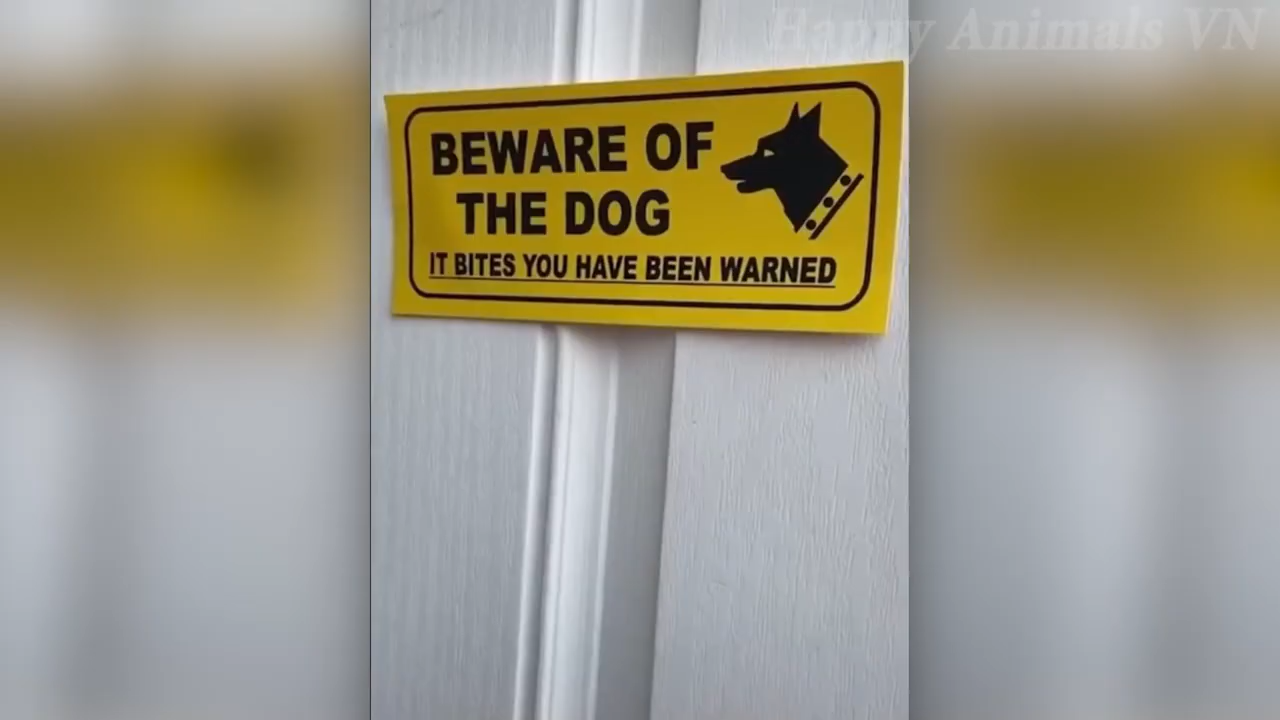 Happy Animals VN
BEWARE OF
THE DOG
IT BITES YOU HAVE BEEN WARNED